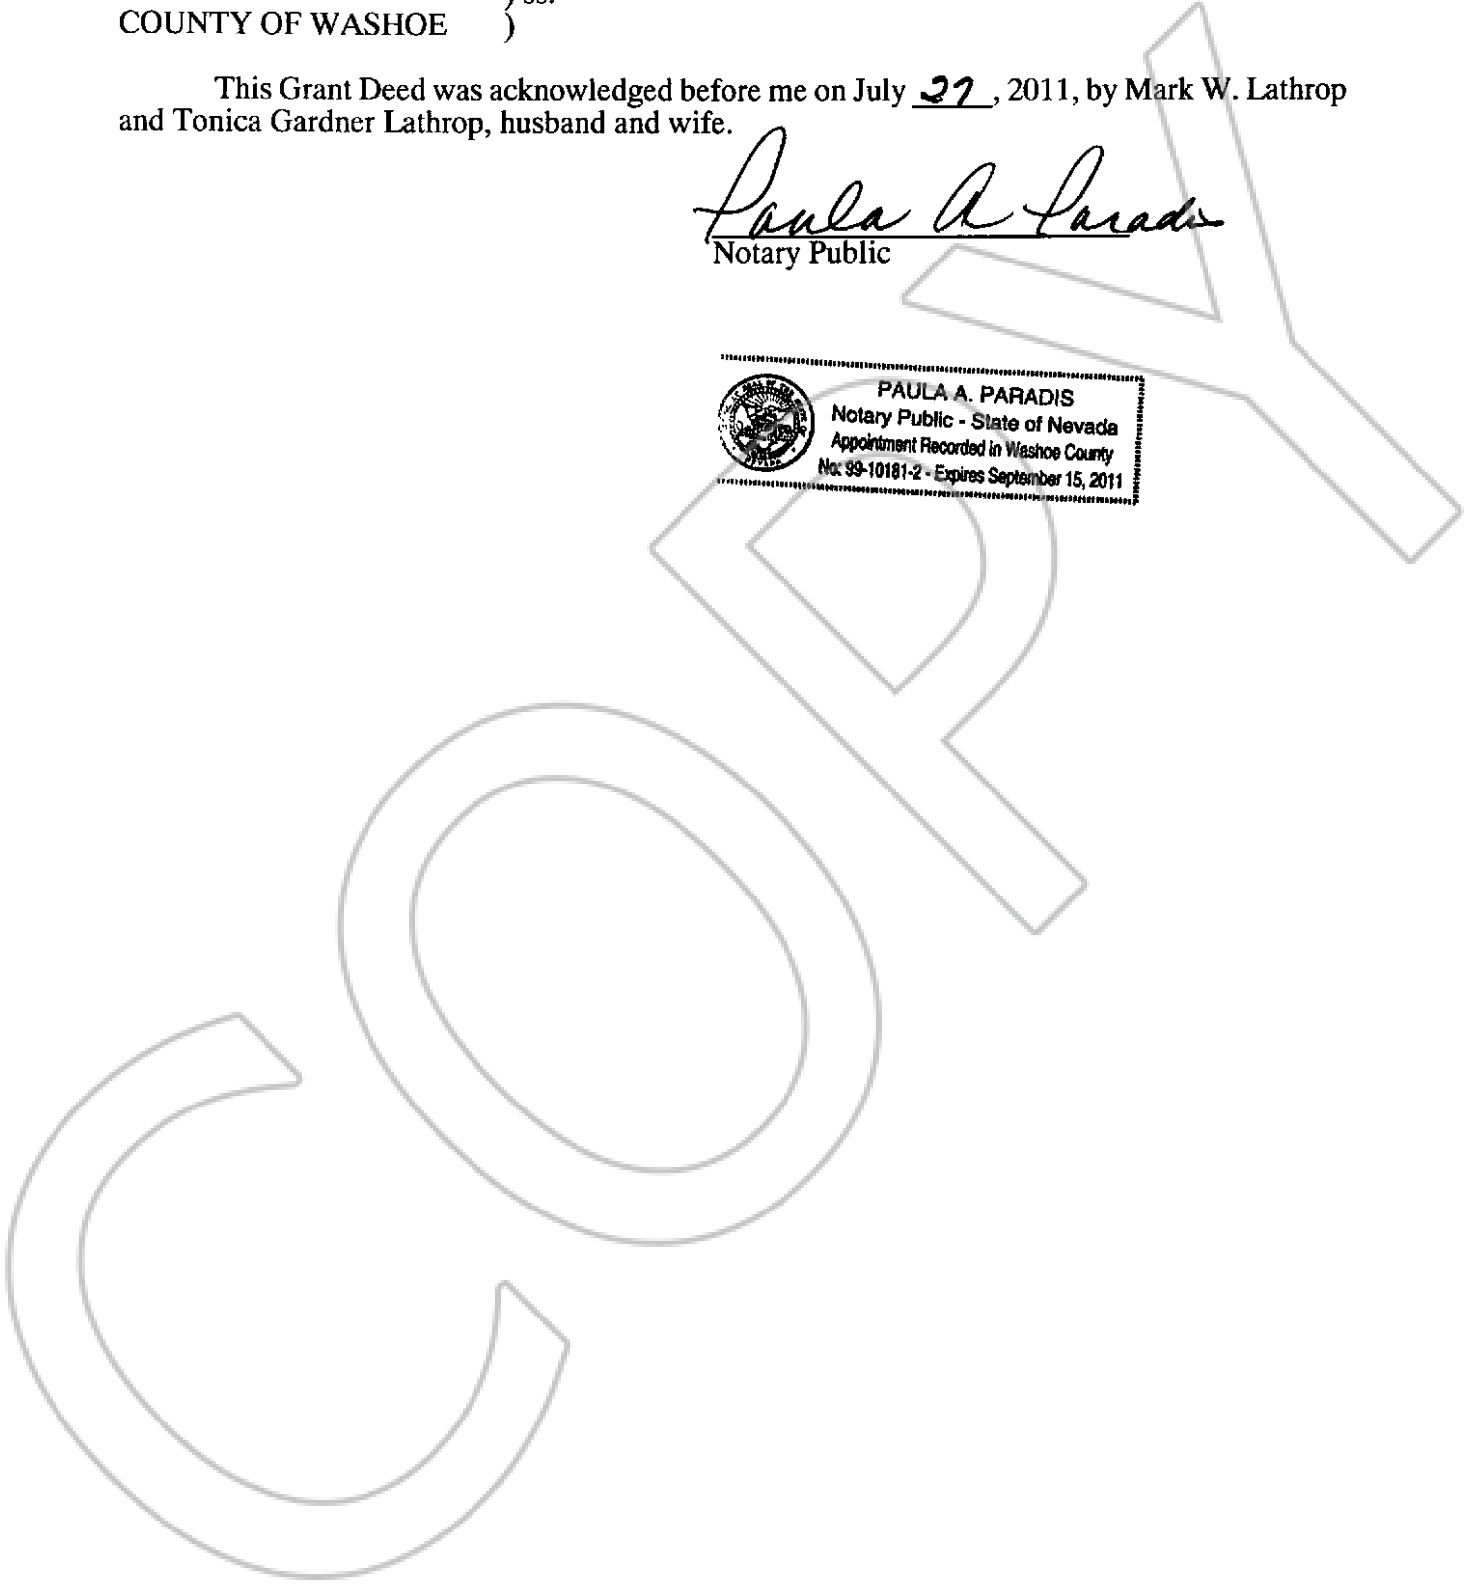 ) ss.
COUNTY OF WASHOE )
This Grant Deed was acknowledged before me on July 27, 2011, by Mark W. Lathrop
and Tonica Gardner Lathrop, husband and wife.
Paula A Paradis
Notary Public
PAULA A. PARADIS
Notary Public - State of Nevada
Appointment Recorded in Washoe County
No: 99-10181-2 - Expires September 15, 2011
COPY